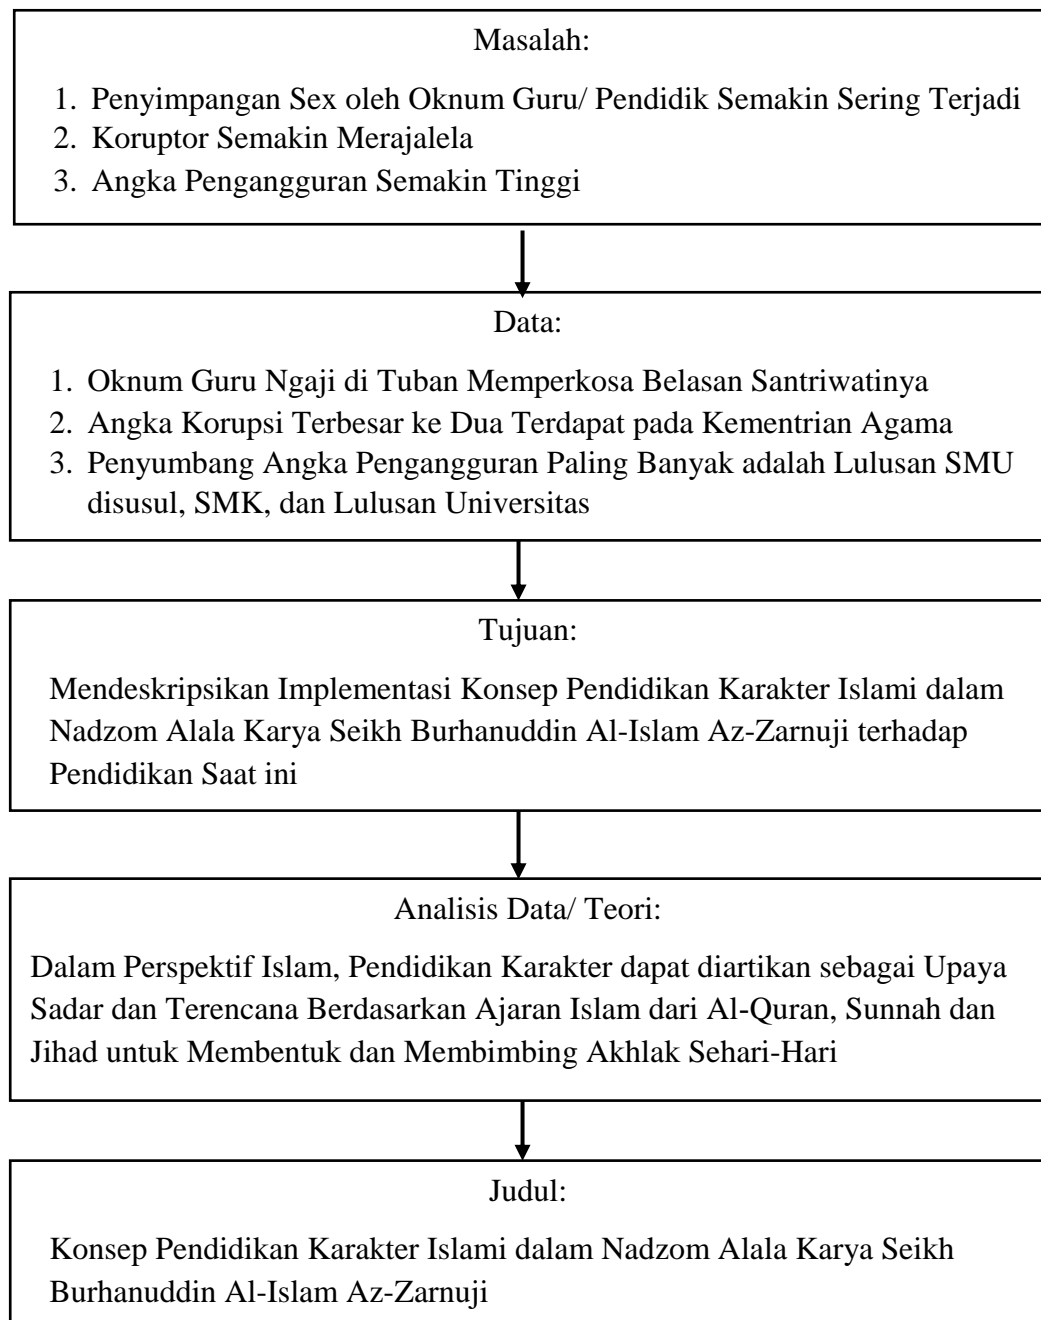 Masalah:
1. Penyimpangan Sex oleh Oknum Guru/ Pendidik Semakin Sering Terjadi
2. Koruptor Semakin Merajalela
3. Angka Pengangguran Semakin Tinggi
Data:
1. Oknum Guru Ngaji di Tuban Memperkosa Belasan Santriwatinya
2. Angka Korupsi Terbesar ke Dua Terdapat pada Kementrian Agama
3. Penyumbang Angka Pengangguran Paling Banyak adalah Lulusan SMU
disusul, SMK, dan Lulusan Universitas
Tujuan:
Mendeskripsikan Implementasi Konsep Pendidikan Karakter Islami dalam
Nadzom Alala Karya Seikh Burhanuddin Al-Islam Az-Zarnuji terhadap
Pendidikan Saat ini
Analisis Data/ Teori:
Dalam Perspektif Islam, Pendidikan Karakter dapat diartikan sebagai Upaya
Sadar dan Terencana Berdasarkan Ajaran Islam dari Al-Quran, Sunnah dan
Jihad untuk Membentuk dan Membimbing Akhlak Sehari-Hari
Judul:
Konsep Pendidikan Karakter Islami dalam Nadzom Alala Karya Seikh
Burhanuddin Al-Islam Az-Zarnuji